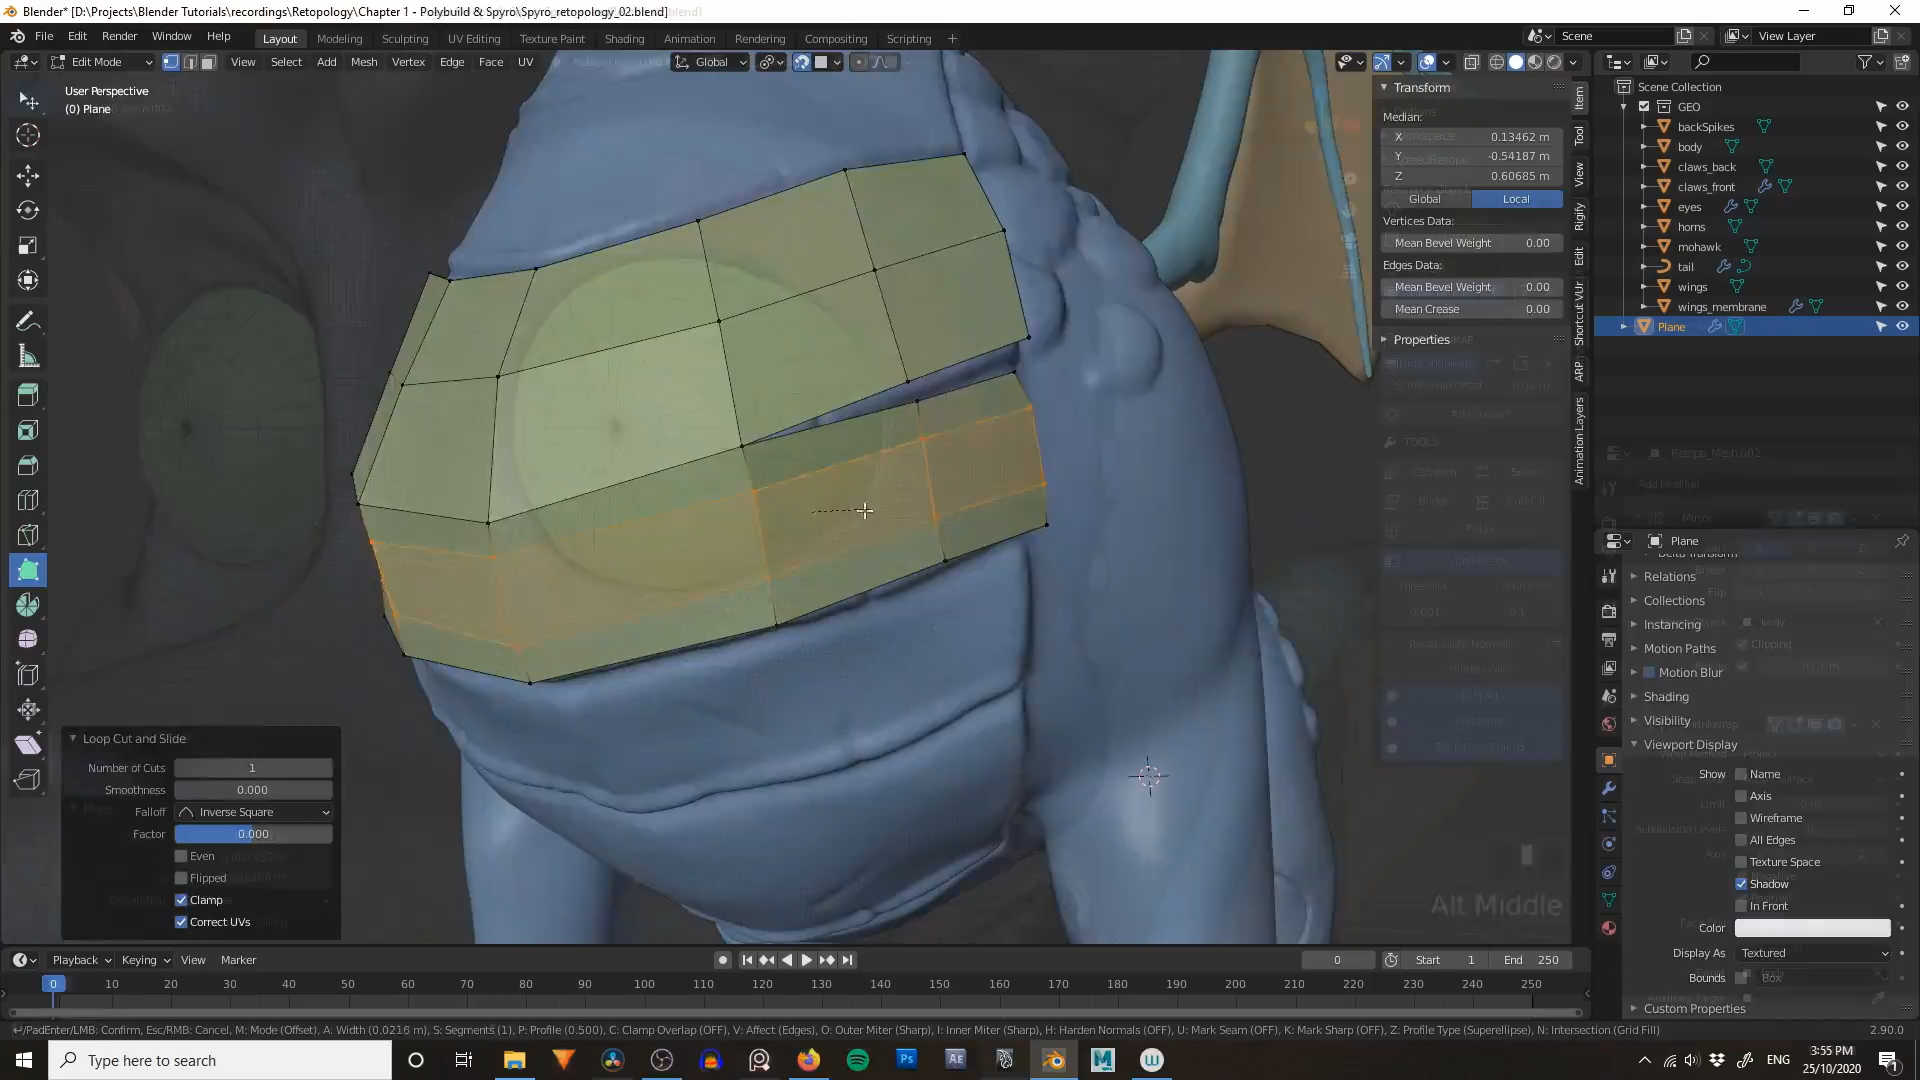 Blender* [D:\Projects\Blender Tutorials\recordings\Retopology\Chapter 1 - Polybuild & Spyro\Spyro_retopology_02.blend]
File Edit Render Window Help Layout Modeling Sculpting UV Editing Texture Paint Shading Animation Rendering Compositing Scripting + Scene View Layer
Edit Mode View Select Add Mesh Vertex Edge Face UV Global
User Perspective
(0) Plane
Transform
Median:
X 0.13462 m
Y -0.54187 m
Z 0.60685 m
Global Local
Vertices Data:
Mean Bevel Weight 0.00
Edges Data:
Mean Bevel Weight 0.00
Mean Crease 0.00
Properties
Item
Tool
View
Rigify
Edit
Shortcut VUr
ARP
Animation Layers
Scene Collection
GEO
backSpikes
body
claws_back
claws_front
eyes
horns
mohawk
tail
wings
wings_membrane
Plane
Retopo_Mesh.002
Add Modifier
Plane
Relations
Collections
Instancing
Motion Paths
Motion Blur
Shading
Visibility
Viewport Display
Show Name
Axis
Wireframe
All Edges
Texture Space
Shadow
In Front
Color
Display As Textured
Bounds Box
Custom Properties
TOOLS
Loop Cut and Slide
Number of Cuts 1
Smoothness 0.000
Falloff Inverse Square
Factor 0.000
Even
Flipped
Clamp
Correct UVs
Alt Middle
Playback Keying View Marker 0 Start 1 End 250
0 10 20 30 40 50 60 70 80 90 100 110 120 130 140 150 160 170 180 190 200 210 220 230 240 250
/PadEnter/LMB: Confirm, Esc/RMB: Cancel, M: Mode (Offset), A: Width (0.0216 m), S: Segments (1), P: Profile (0.500), C: Clamp Overlap (OFF), V: Affect (Edges), O: Outer Miter (Sharp), I: Inner Miter (Sharp), H: Harden Normals (OFF), U: Mark Seam (OFF), K: Mark Sharp (OFF), Z: Profile Type (Superellipse), N: Intersection (Grid Fill) 2.90.0
Type here to search
Ps Ae
ENG
3:55 PM
25/10/2020
1